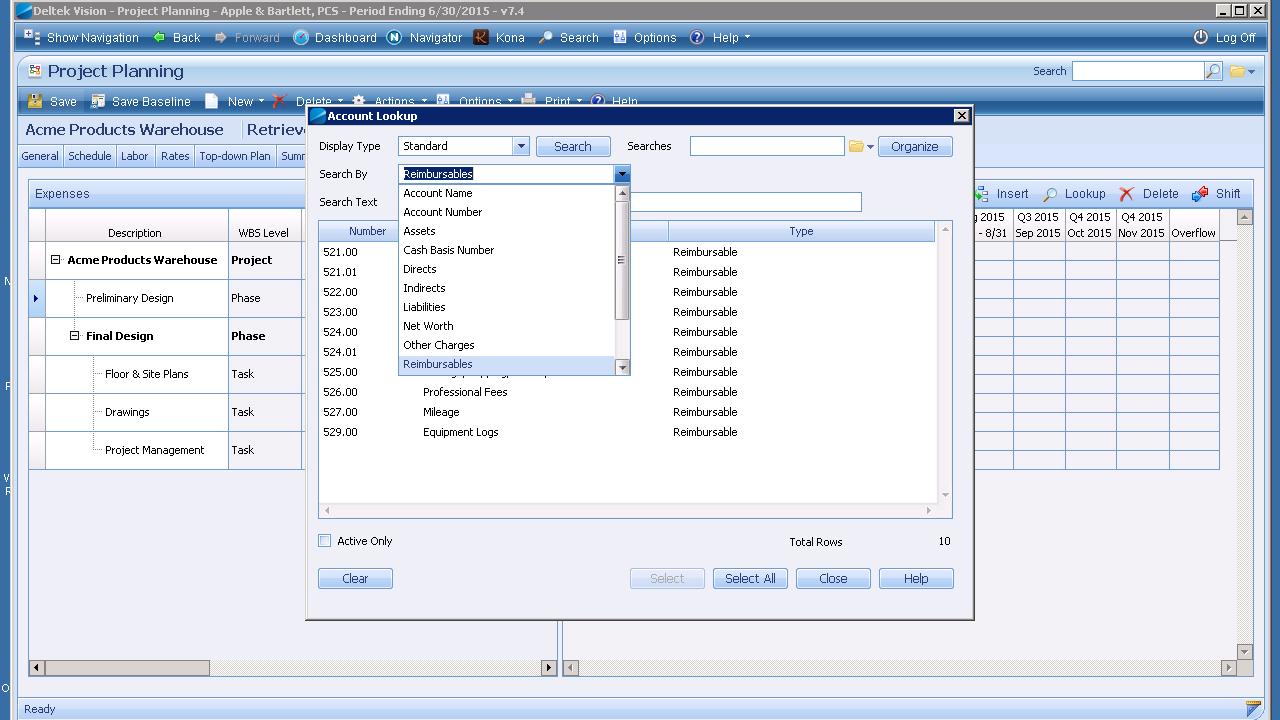 Deltek Vision - Project Planning - Apple & Bartlett, PCS - Period Ending 6/30/2015 - v7.4
Show Navigation Back Forward Dashboard Navigator Kona Search Options Help Log Off
Project Planning Search
Save Save Baseline New Delete Actions Options Print Help
Account Lookup
Acme Products Warehouse Retrieve
General Schedule Labor Rates Top-down Plan Summ
Display Type Standard Search Searches Organize
Search By Reimbursables
Search Text
Account Name
Account Number
Assets
Cash Basis Number
Directs
Indirects
Liabilities
Net Worth
Other Charges
Reimbursables
Expenses Insert Lookup Delete Shift
Description WBS Level
2015 Q3 2015 Q4 2015 Q4 2015
- 8/31 Sep 2015 Oct 2015 Nov 2015 Overflow
Acme Products Warehouse Project
Preliminary Design Phase
Final Design Phase
Floor & Site Plans Task
Drawings Task
Project Management Task
Number Type
521.00 Reimbursable
521.01 Reimbursable
522.00 Reimbursable
523.00 Reimbursable
524.00 Reimbursable
524.01 Reimbursable
525.00 Reimbursable
526.00 Professional Fees Reimbursable
527.00 Mileage Reimbursable
529.00 Equipment Logs Reimbursable
Active Only Total Rows 10
Clear Select Select All Close Help
Ready